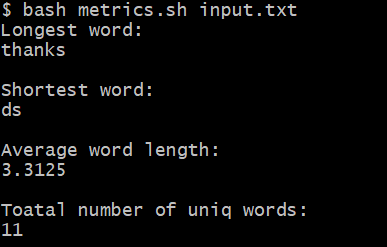 $ bash metrics.sh input.txt
Longest word:
thanks
Shortest word:
ds
Average word length:
3.3125
Toatal number of uniq words:
11